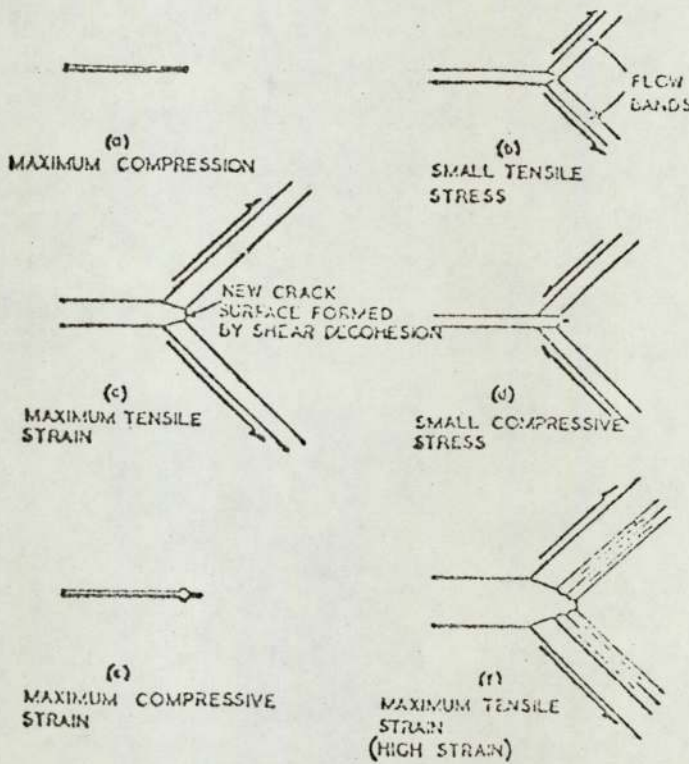 (a)
MAXIMUM COMPRESSION
FLOW
BANDS
(b)
SMALL TENSILE
STRESS
NEW CRACK
SURFACE FORMED
BY SHEAR DECOHESION
(c)
MAXIMUM TENSILE
STRAIN
(d)
SMALL COMPRESSIVE
STRESS
(e)
MAXIMUM COMPRESSIVE
STRAIN
(f)
MAXIMUM TENSILE
STRAIN
(HIGH STRAIN)